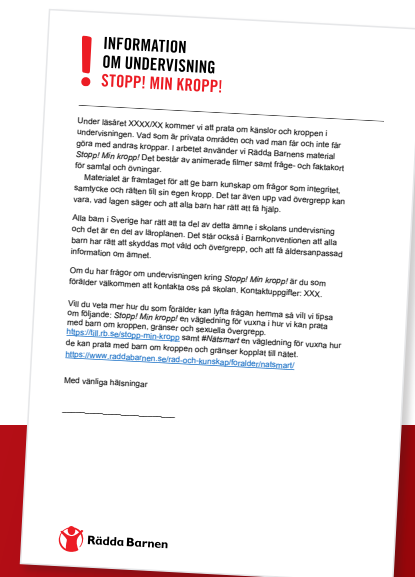 INFORMATION
OM UNDERVISNING
STOPP! MIN KROPP!
Under läsåret XXXX/XX kommer vi att prata om känslor och kroppen i
undervisningen. Vad som är privata områden och vad man får och inte får
göra med andras kroppar. I arbetet använder vi Rädda Barnens material
Stopp! Min kropp! Det består av animerade filmer samt fråge- och faktakort
för samtal och övningar.
Materialet är framtaget för att ge barn kunskap om frågor som integritet,
samtycke och rätten till sin egen kropp. Det tar även upp vad övergrepp kan
vara, vad lagen säger och att alla barn har rätt att få hjälp.
Alla barn i Sverige har rätt att ta del av detta ämne i skolans undervisning
och det är en del av läroplanen. Det står också i Barnkonventionen att alla
barn har rätt att skyddas mot våld och övergrepp, och att få åldersanpassad
information om ämnet.
Om du har frågor om undervisningen kring Stopp! Min kropp! är du som
förälder välkommen att kontakta oss på skolan. Kontaktuppgifter: XXX.
Vill du veta mer hur du som förälder kan lyfta frågan hemma så vill vi tipsa
om följande: Stopp! Min kropp! en vägledning för vuxna i hur vi kan prata
med barn om kroppen, gränser och sexuella övergrepp.
https://fill.rb.se/stopp-min-kropp samt #Nätsmart en vägledning för vuxna hur
de kan prata med barn om kroppen och gränser kopplat till nätet.
https://www.raddabarnen.se/rad-och-kunskap/foralder/natsmart/
Med vänliga hälsningar
Rädda Barnen